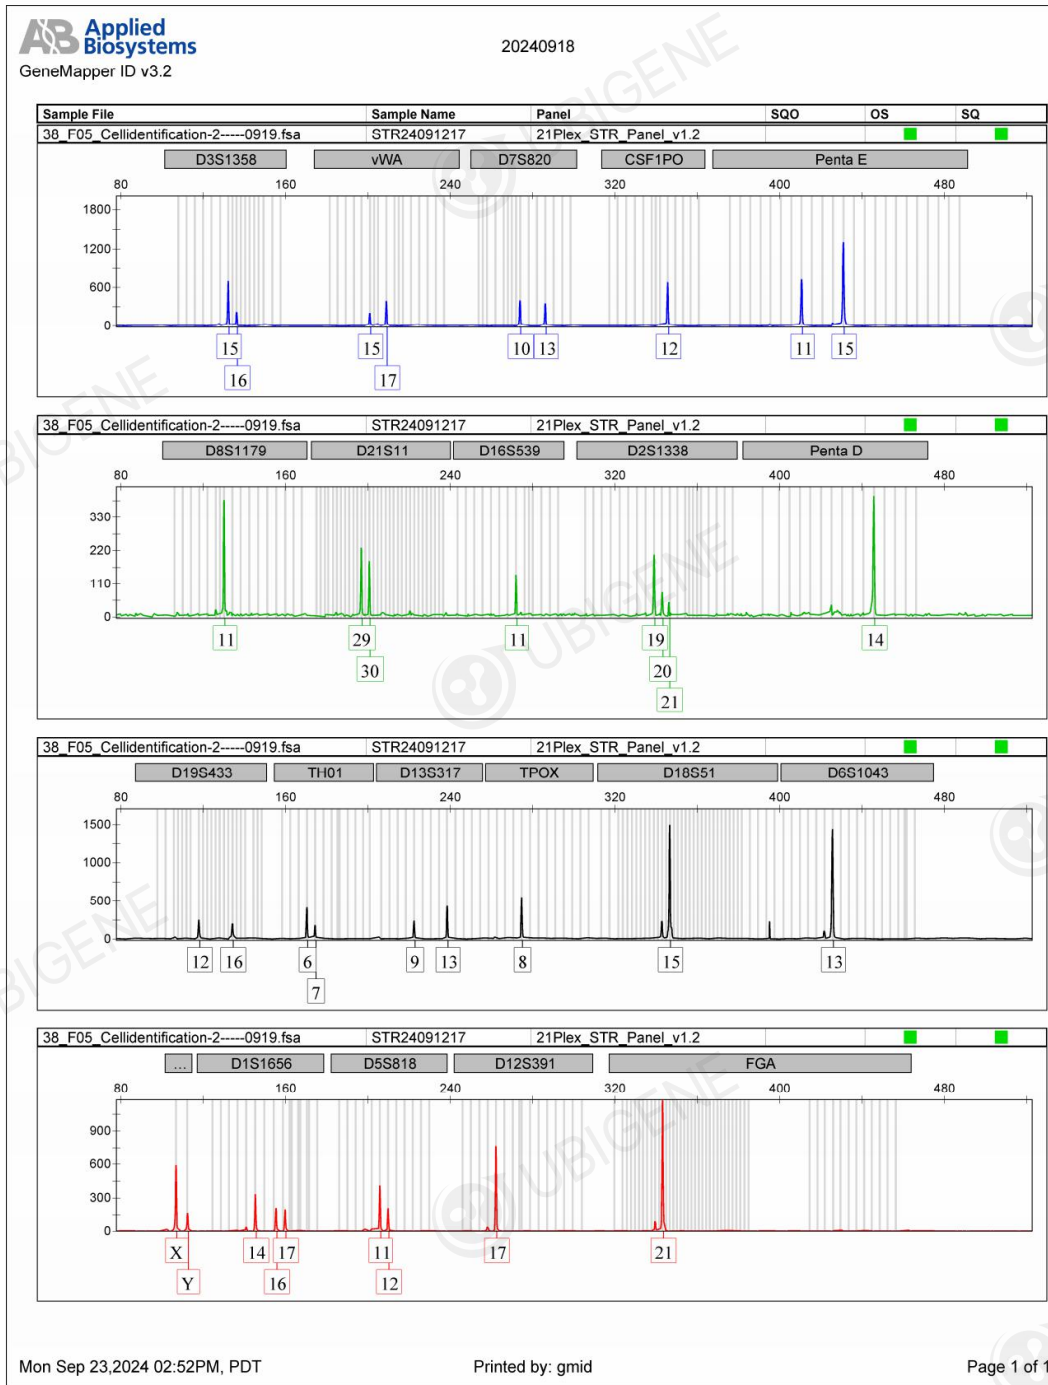 AB Applied
Biosystems
20240918
GeneMapper ID v3.2
Sample File Sample Name Panel SQO OS SQ
38_F05_Cellidentification-2-----0919.fsa STR24091217 21Plex_STR_Panel_v1.2
D3S1358 vWA D7S820 CSF1PO Penta E
80 160 240 320 400 480
1800
1200
600
0
15 15 10 13 12 11 15
16 17
38_F05_Cellidentification-2-----0919.fsa STR24091217 21Plex_STR_Panel_v1.2
D8S1179 D21S11 D16S539 D2S1338 Penta D
80 160 240 320 400 480
330
220
110
0
11 29 11 19 14
30 20
21
38_F05_Cellidentification-2-----0919.fsa STR24091217 21Plex_STR_Panel_v1.2
D19S433 TH01 D13S317 TPOX D18S51 D6S1043
80 160 240 320 400 480
1500
1000
500
0
12 16 6 9 13 8 15 13
7
38_F05_Cellidentification-2-----0919.fsa STR24091217 21Plex_STR_Panel_v1.2
... D1S1656 D5S818 D12S391 FGA
80 160 240 320 400 480
900
600
300
0
X 14 17 11 17 21
Y 16 12
Mon Sep 23,2024 02:52PM, PDT Printed by: gmid Page 1 of 1
UBIGENE
UBIGENE
UBIGENE
UBIGENE
UBIGENE